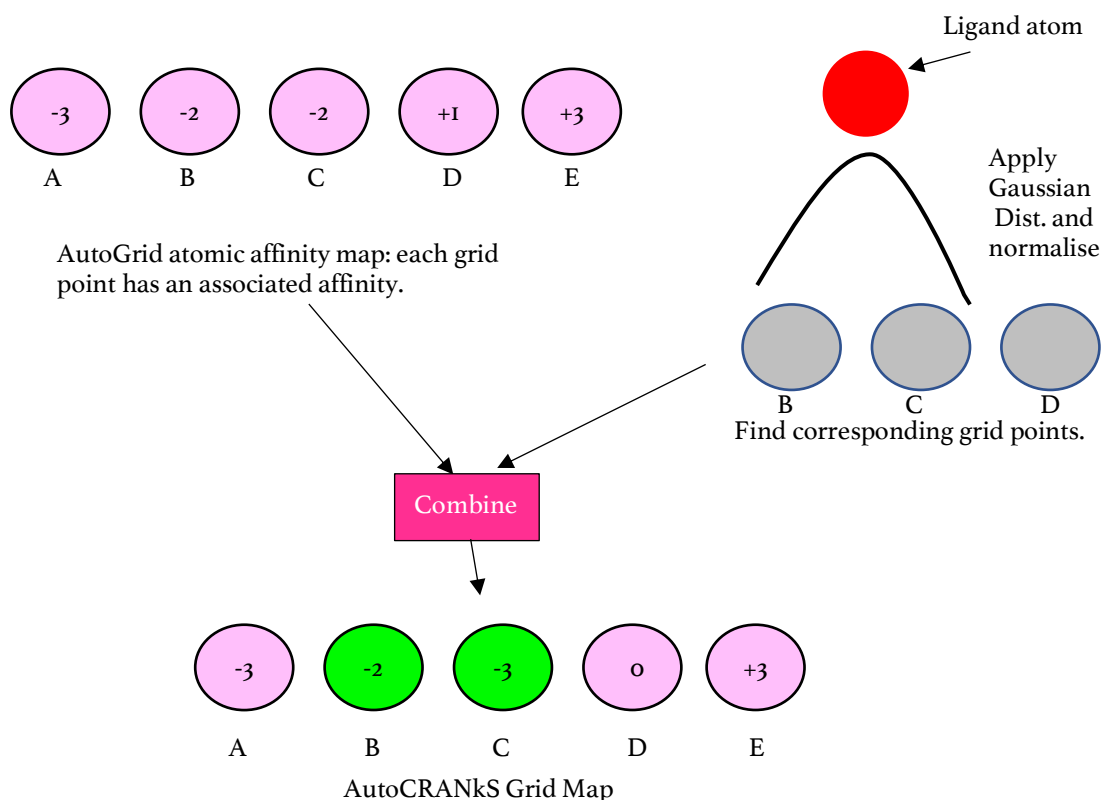 Ligand atom
-3 -2 -2 +1 +3
A B C D E
Apply
Gaussian
Dist. and
normalise
AutoGrid atomic affinity map: each grid
point has an associated affinity.
B C D
Find corresponding grid points.
Combine
-3 -2 -3 0 +3
A B C D E
AutoCRANkS Grid Map